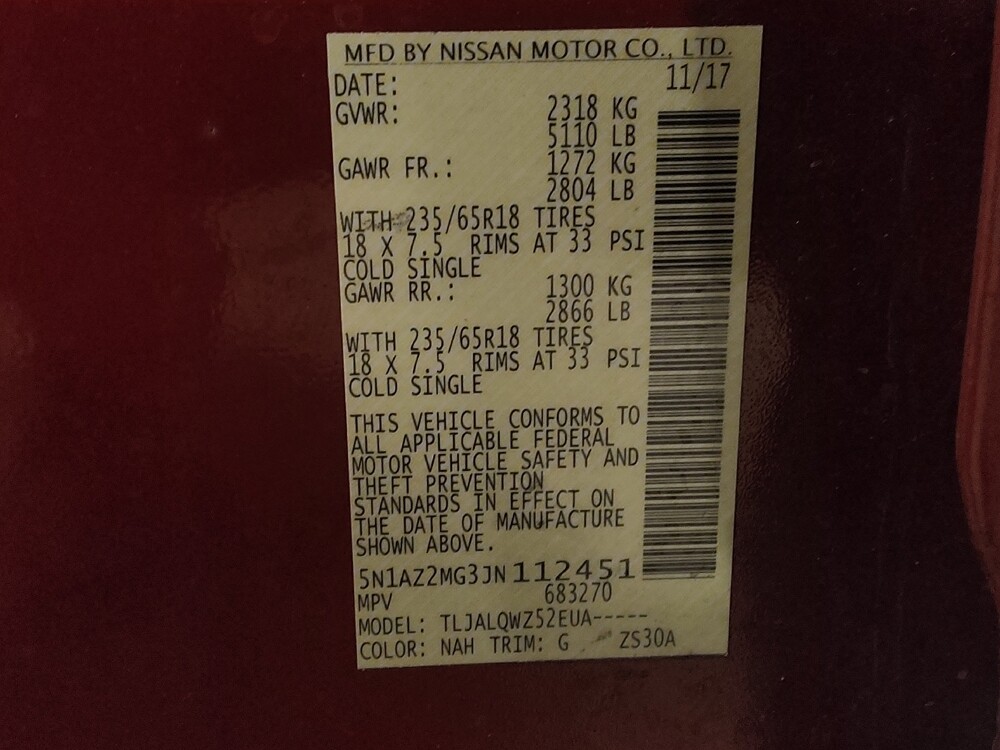 MFD BY NISSAN MOTOR CO., LTD.
DATE: 11/17
GVWR: 2318 KG
5110 LB
GAWR FR.: 1272 KG
2804 LB
WITH 235/65R18 TIRES
18 X 7.5 RIMS AT 33 PSI
COLD SINGLE
GAWR RR.: 1300 KG
2866 LB
WITH 235/65R18 TIRES
18 X 7.5 RIMS AT 33 PSI
COLD SINGLE
THIS VEHICLE CONFORMS TO
ALL APPLICABLE FEDERAL
MOTOR VEHICLE SAFETY AND
THEFT PREVENTION
STANDARDS IN EFFECT ON
THE DATE OF MANUFACTURE
SHOWN ABOVE.
5N1AZ2MG3JN112451
MPV 683270
MODEL: TLJALQWZ52EUA-----
COLOR: NAH TRIM: G ZS30A